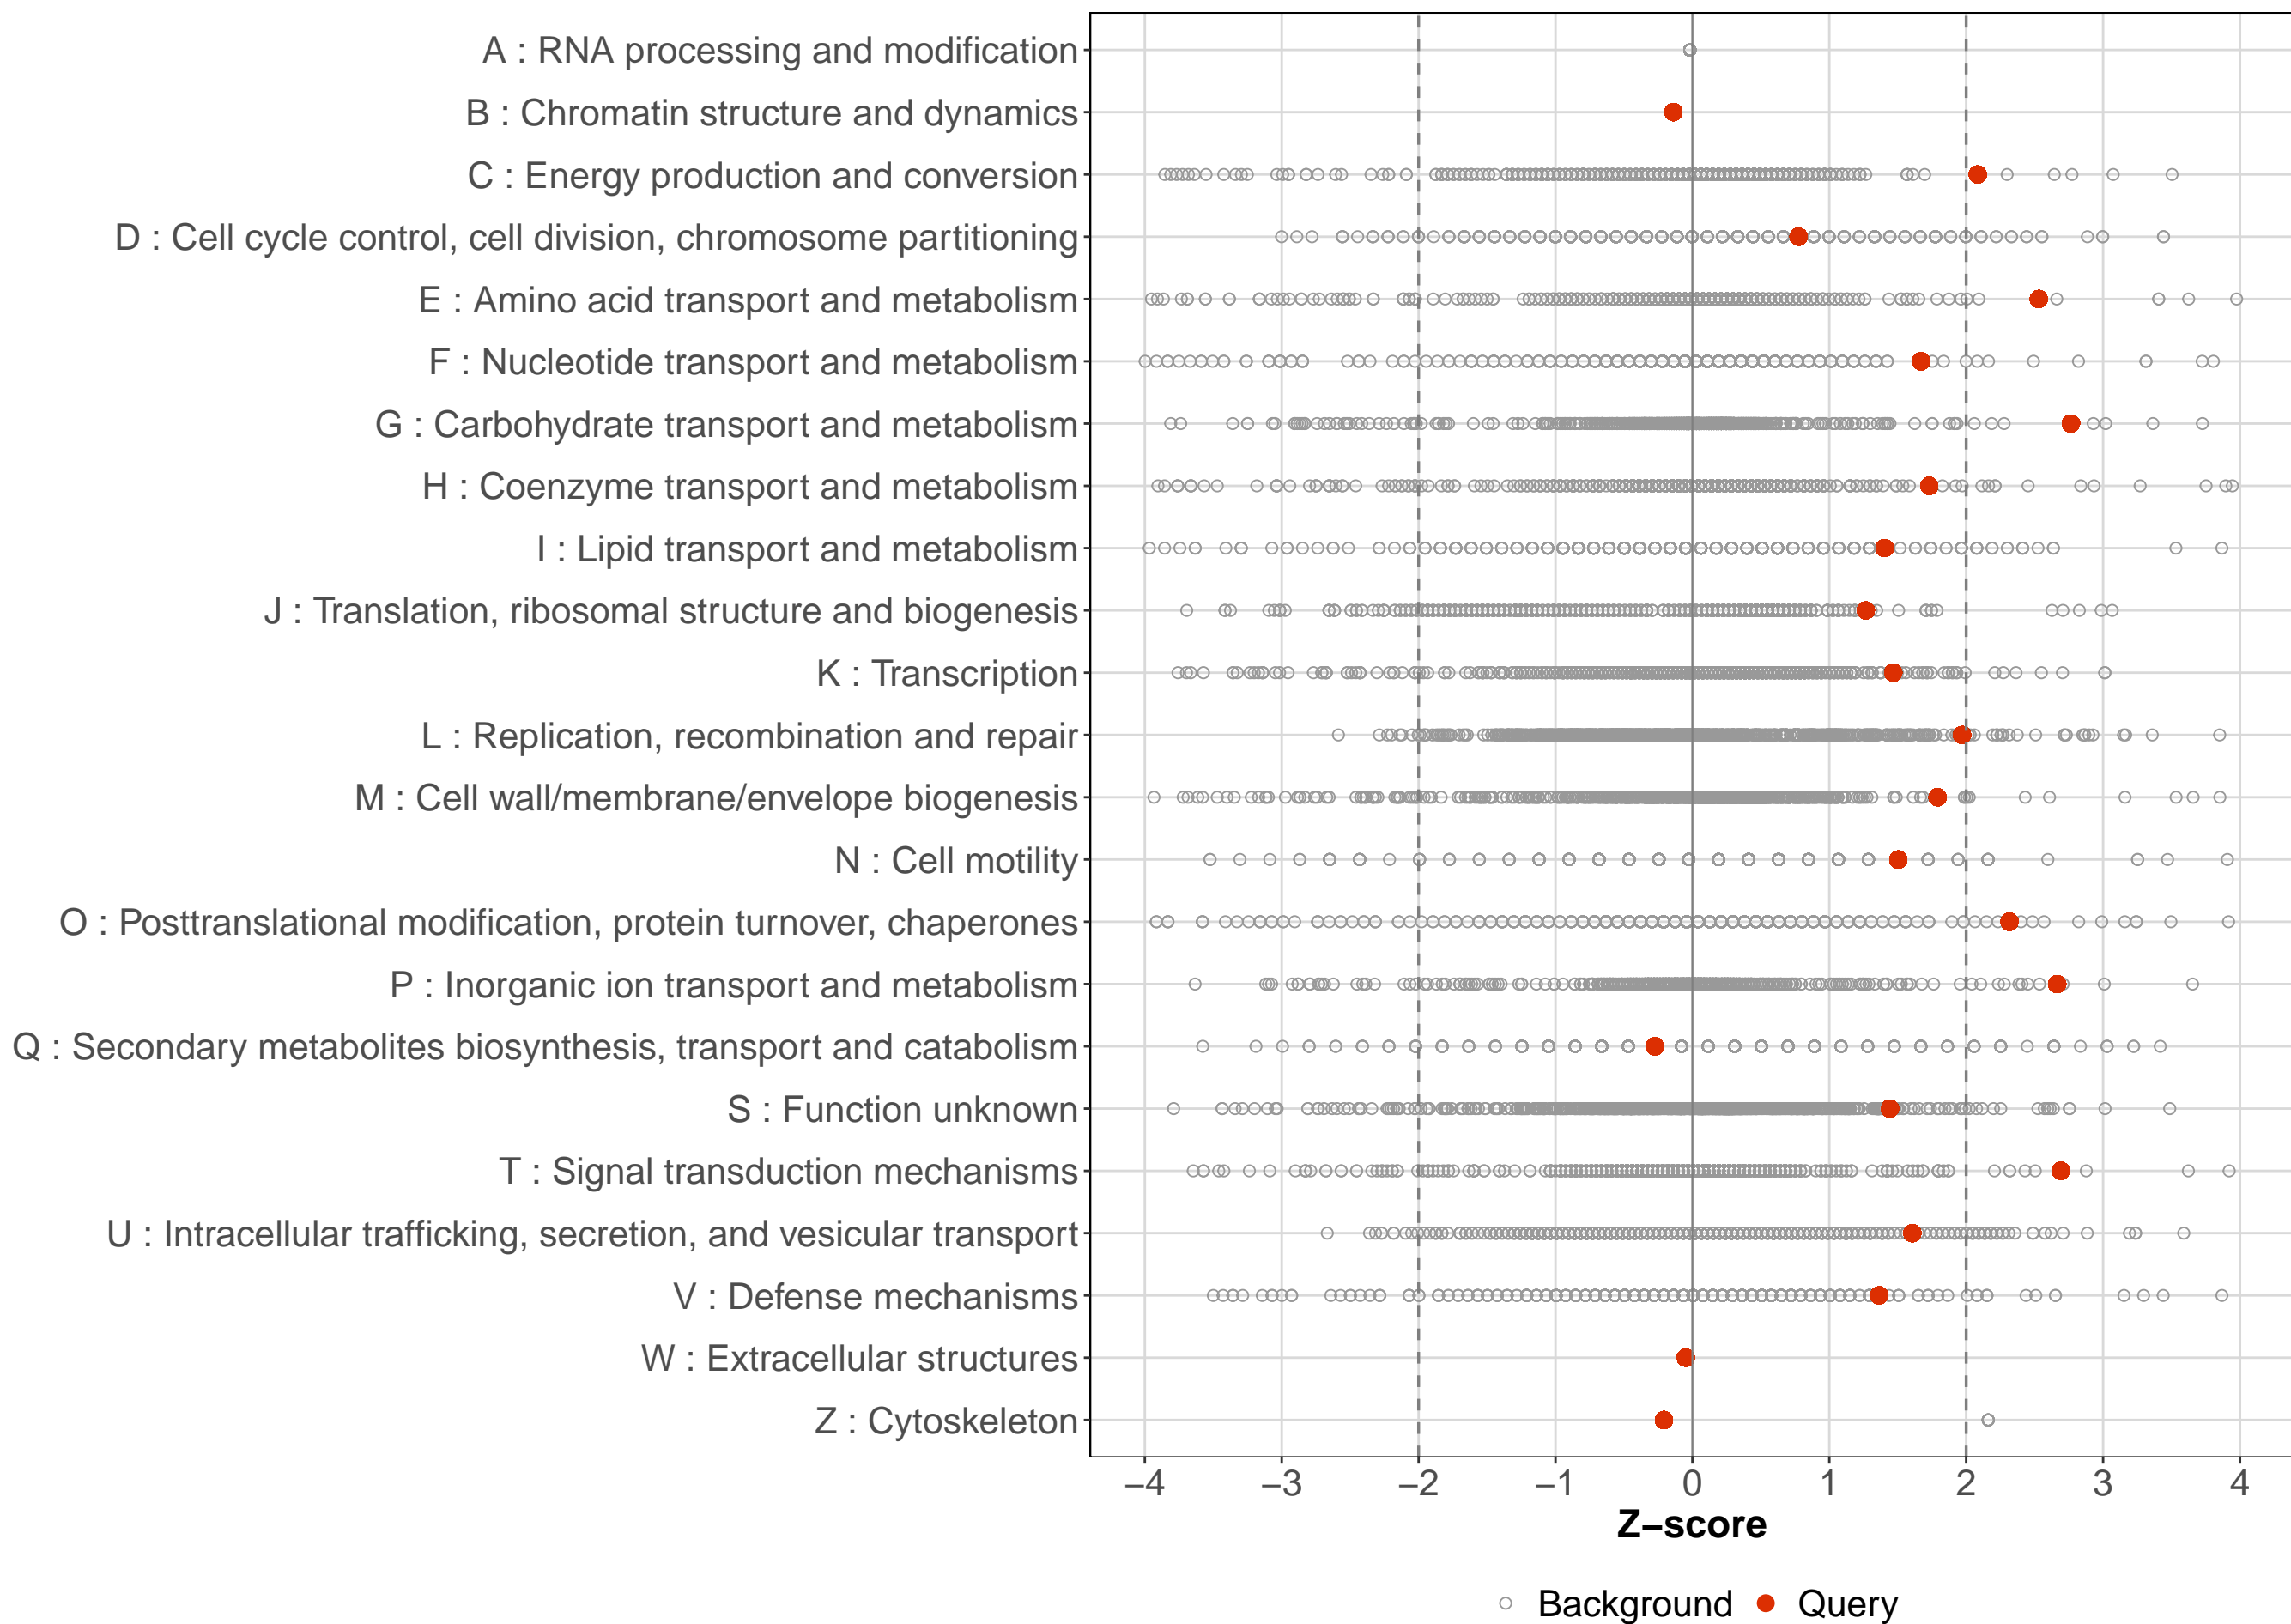 A : RNA processing and modification
B : Chromatin structure and dynamics
C : Energy production and conversion
D : Cell cycle control, cell division, chromosome partitioning
E : Amino acid transport and metabolism
F : Nucleotide transport and metabolism
G : Carbohydrate transport and metabolism
H : Coenzyme transport and metabolism
I : Lipid transport and metabolism
J : Translation, ribosomal structure and biogenesis
K : Transcription
L : Replication, recombination and repair
M : Cell wall/membrane/envelope biogenesis
N : Cell motility
O : Posttranslational modification, protein turnover, chaperones
P : Inorganic ion transport and metabolism
Q : Secondary metabolites biosynthesis, transport and catabolism
S : Function unknown
T : Signal transduction mechanisms
U : Intracellular trafficking, secretion, and vesicular transport
V : Defense mechanisms
W : Extracellular structures
Z : Cytoskeleton
−4 −3 −2 −1 0 1 2 3 4
Z−score
Background Query